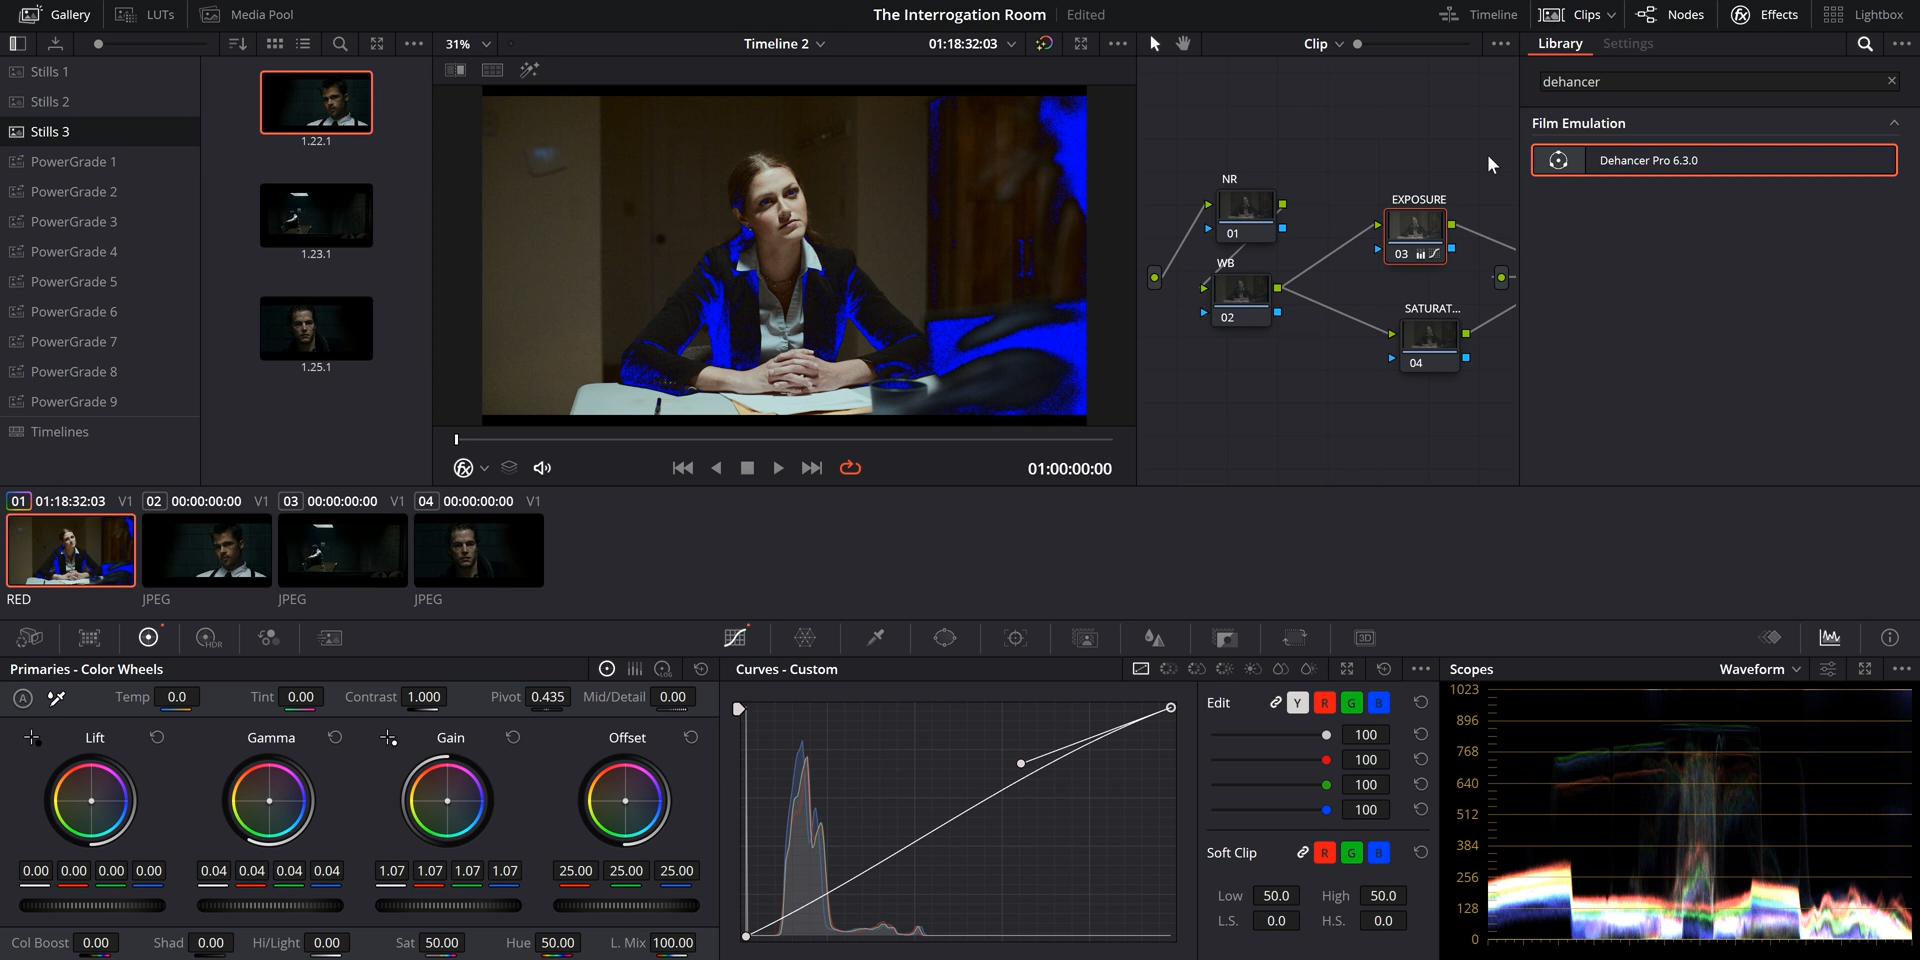 Gallery LUTs Media Pool The Interrogation Room Edited Timeline Clips Nodes Effects Lightbox
31% Timeline 2 01:18:32:03 Clip Library Settings
Stills 1
Stills 2
Stills 3
PowerGrade 1
PowerGrade 2
PowerGrade 3
PowerGrade 4
PowerGrade 5
PowerGrade 6
PowerGrade 7
PowerGrade 8
PowerGrade 9
Timelines
1.22.1
1.23.1
1.25.1
01:00:00:00
NR
01
WB
02
EXPOSURE
03
SATURAT...
04
dehancer
Film Emulation
Dehancer Pro 6.3.0
01 01:18:32:03 V1 02 00:00:00:00 V1 03 00:00:00:00 V1 04 00:00:00:00 V1
RED JPEG JPEG JPEG
HDR 3D
Primaries - Color Wheels LOG
A Temp 0.0 Tint 0.00 Contrast 1.000 Pivot 0.435 Mid/Detail 0.00
Lift Gamma Gain Offset
0.00 0.00 0.00 0.00 0.04 0.04 0.04 0.04 1.07 1.07 1.07 1.07 25.00 25.00 25.00
Col Boost 0.00 Shad 0.00 Hi/Light 0.00 Sat 50.00 Hue 50.00 L. Mix 100.00
Curves - Custom
Edit Y R G B
100
100
100
100
Soft Clip R G B
Low 50.0 High 50.0
L.S. 0.0 H.S. 0.0
Scopes Waveform
1023
896
768
640
512
384
256
128
0